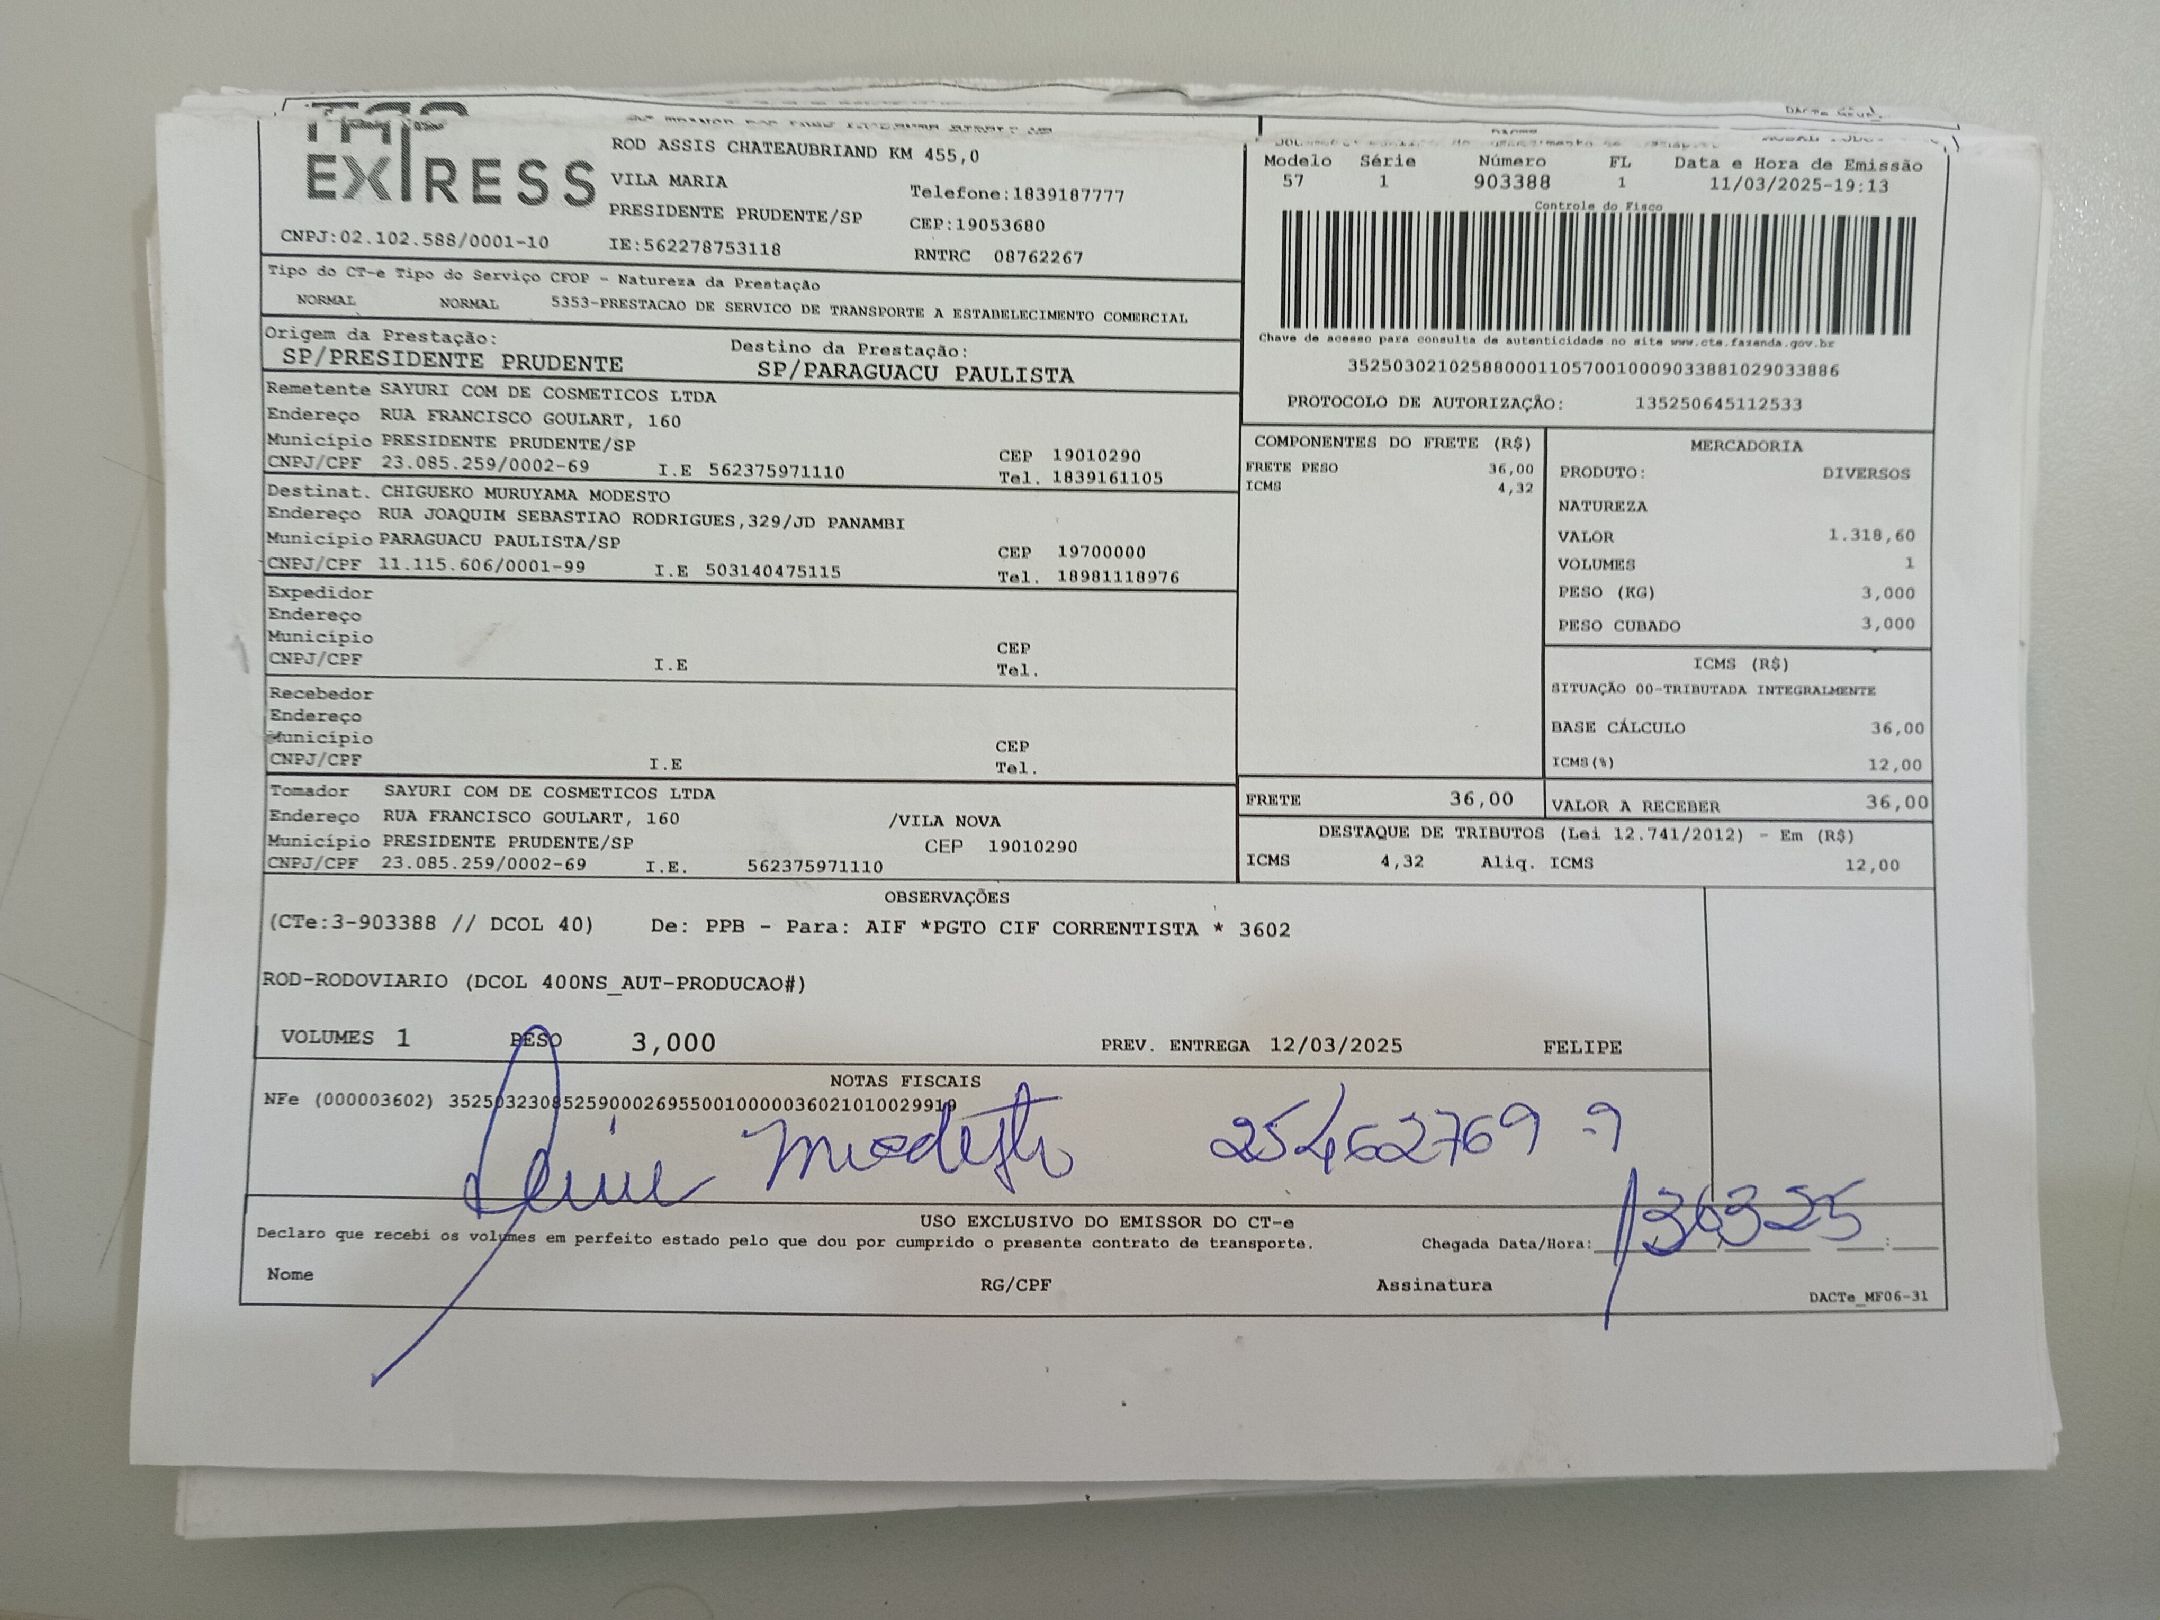 EXPRESS
ROD ASSIS CHATEAUBRIAND KM 455,0
VILA MARIA
Telefone:1839187777
PRESIDENTE PRUDENTE/SP
CEP:19053680
CNPJ:02.102.588/0001-10
IE:562278753118
RNTRC 08762267
Modelo Série Número FL Data e Hora de Emissão
57 1 903388 1 11/03/2025-19:13
Controle do Fisco
Chave de acesso para consulta de autenticidade no site www.cte.fazenda.gov.br
35250302102588000110570010009033881029033886
PROTOCOLO DE AUTORIZAÇÃO: 135250645112533
Tipo do CT-e Tipo do Serviço CFOP - Natureza da Prestação
NORMAL NORMAL 5353-PRESTACAO DE SERVICO DE TRANSPORTE A ESTABELECIMENTO COMERCIAL
Origem da Prestação: Destino da Prestação:
SP/PRESIDENTE PRUDENTE SP/PARAGUACU PAULISTA
Remetente SAYURI COM DE COSMETICOS LTDA
Endereço RUA FRANCISCO GOULART, 160
Município PRESIDENTE PRUDENTE/SP CEP 19010290
CNPJ/CPF 23.085.259/0002-69 I.E 562375971110 Tel. 1839161105
Destinat. CHIGUEKO MURUYAMA MODESTO
Endereço RUA JOAQUIM SEBASTIAO RODRIGUES,329/JD PANAMBI
Município PARAGUACU PAULISTA/SP CEP 19700000
CNPJ/CPF 11.115.606/0001-99 I.E 503140475115 Tel. 18981118976
Expedidor
Endereço
Município CEP
CNPJ/CPF I.E Tel.
Recebedor
Endereço
Município CEP
CNPJ/CPF I.E Tel.
Tomador SAYURI COM DE COSMETICOS LTDA
Endereço RUA FRANCISCO GOULART, 160 /VILA NOVA
Município PRESIDENTE PRUDENTE/SP CEP 19010290
CNPJ/CPF 23.085.259/0002-69 I.E. 562375971110
COMPONENTES DO FRETE (R$)
FRETE PESO 36,00
ICMS 4,32
MERCADORIA
PRODUTO: DIVERSOS
NATUREZA
VALOR 1.318,60
VOLUMES 1
PESO (KG) 3,000
PESO CUBADO 3,000
ICMS (R$)
SITUAÇÃO 00-TRIBUTADA INTEGRALMENTE
BASE CÁLCULO 36,00
ICMS(%) 12,00
FRETE 36,00 VALOR A RECEBER 36,00
DESTAQUE DE TRIBUTOS (Lei 12.741/2012) - Em (R$)
ICMS 4,32 Aliq. ICMS 12,00
OBSERVAÇÕES
(CTe:3-903388 // DCOL 40) De: PPB - Para: AIF *PGTO CIF CORRENTISTA * 3602
ROD-RODOVIARIO (DCOL 400NS_AUT-PRODUCAO#)
VOLUMES 1 PESO 3,000 PREV. ENTREGA 12/03/2025 FELIPE
NOTAS FISCAIS
NFe (000003602) 35250323085259000269550010000036021010029919
Modesto 25462769-9
USO EXCLUSIVO DO EMISSOR DO CT-e
Declaro que recebi os volumes em perfeito estado pelo que dou por cumprido o presente contrato de transporte. Chegada Data/Hora:
Nome RG/CPF Assinatura
DACTe_MF06-31